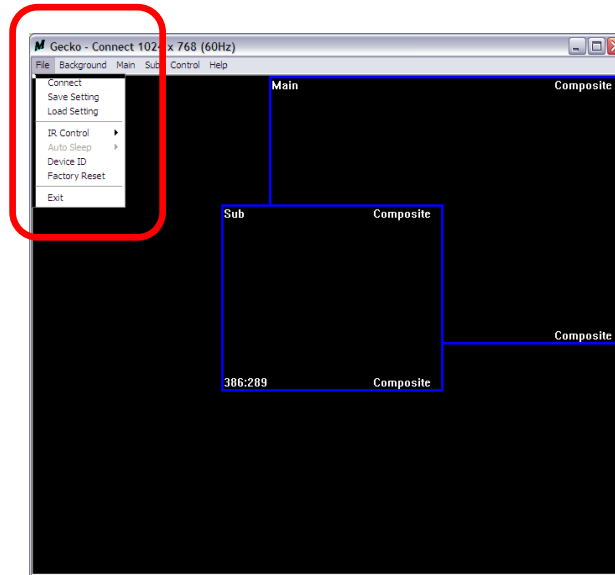 M Gecko - Connect 1024 x 768 (60Hz)
File Background Main Sub Control Help
Connect
Save Setting
Load Setting
IR Control
Auto Sleep
Device ID
Factory Reset
Exit
Main Composite
Sub Composite
Composite
386:289 Composite